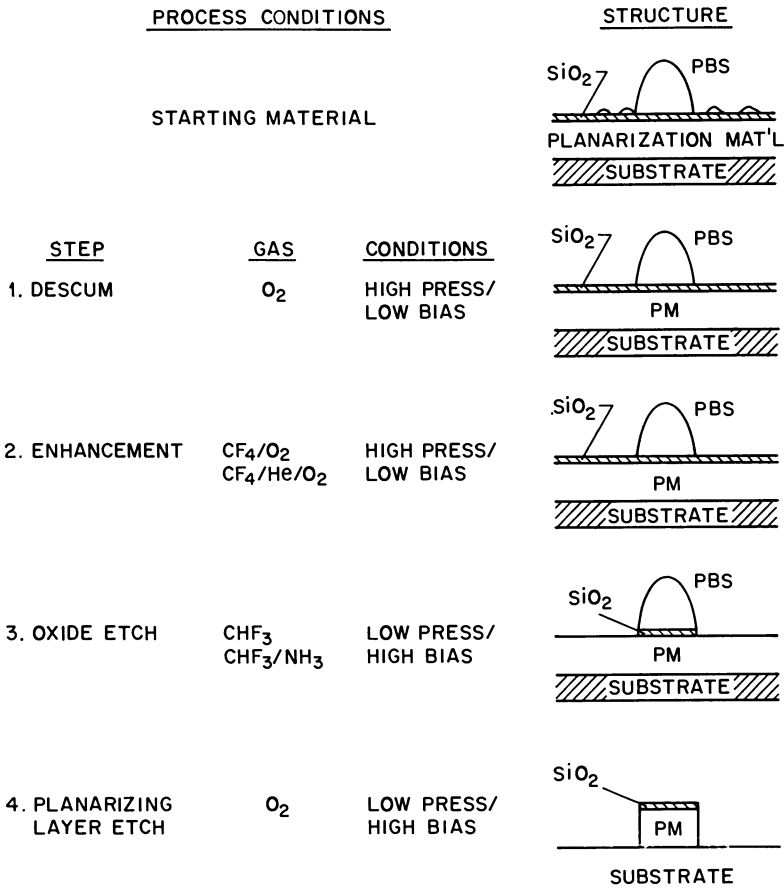 PROCESS CONDITIONS
STRUCTURE
STARTING MATERIAL
SiO2
PBS
PLANARIZATION MAT'L
SUBSTRATE
STEP
GAS
CONDITIONS
1. DESCUM
O2
HIGH PRESS/
LOW BIAS
SiO2
PBS
PM
SUBSTRATE
2. ENHANCEMENT
CF4/O2
CF4/He/O2
HIGH PRESS/
LOW BIAS
SiO2
PBS
PM
SUBSTRATE
3. OXIDE ETCH
CHF3
CHF3/NH3
LOW PRESS/
HIGH BIAS
SiO2
PBS
PM
SUBSTRATE
4. PLANARIZING
LAYER ETCH
O2
LOW PRESS/
HIGH BIAS
SiO2
PM
SUBSTRATE